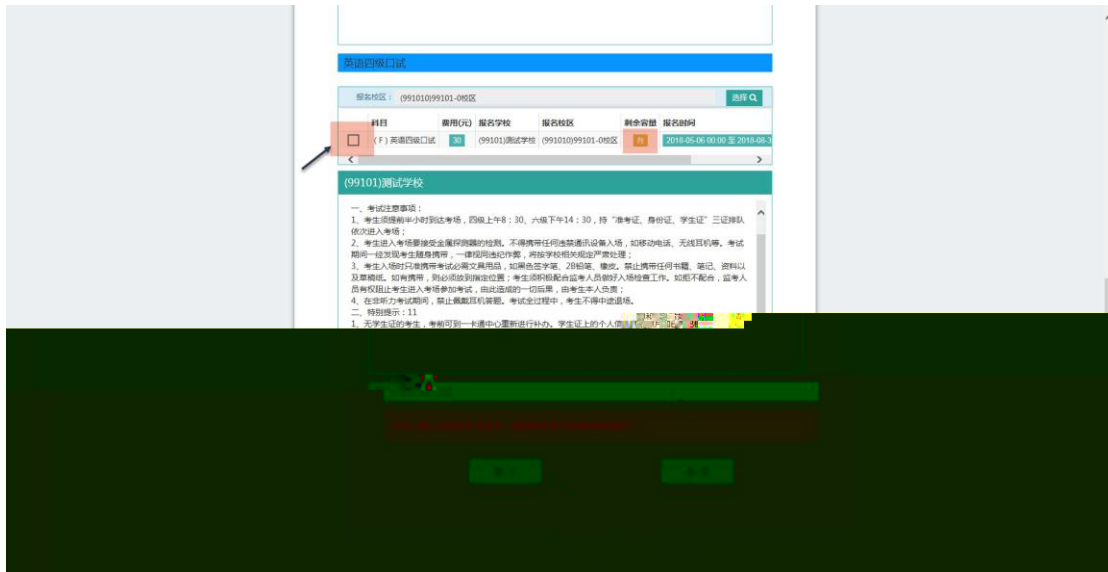 英语四级口试
报名校区： (991010)99101-0校区 选择
科目 费用(元) 报名学校 报名校区 剩余容量 报名时间
( F ) 英语四级口试 30 (99101)测试学校 (991010)99101-0校区 有 2018-05-06 00:00 至 2018-08-3
(99101)测试学校
一、考试注意事项：
1、考生须提前半小时到达考场，四级上午8：30、六级下午14：30，持“准考证、身份证、学生证”三证排队
依次进入考场；
2、考生进入考场要接受金属探测器的检测。不得携带任何违禁通讯设备入场，如移动电话、无线耳机等。考试
期间一经发现考生随身携带，一律视同违纪作弊，将按学校相关规定严肃处理；
3、考生入场时只准携带考试必需文具用品，如黑色签字笔、2B铅笔、橡皮。禁止携带任何书籍、笔记、资料以
及草稿纸。如有携带，则必须放到指定位置；考生须积极配合监考人员做好入场检查工作。如拒不配合，监考人
员有权阻止考生进入考场参加考试，由此造成的一切后果，由考生本人负责；
4、在非听力考试期间，禁止佩戴耳机答题。考试全过程中，考生不得中途退场。
二、特别提示：11
1、无学生证的考生，考前可到一卡通中心重新进行补办。学生证上的个人信